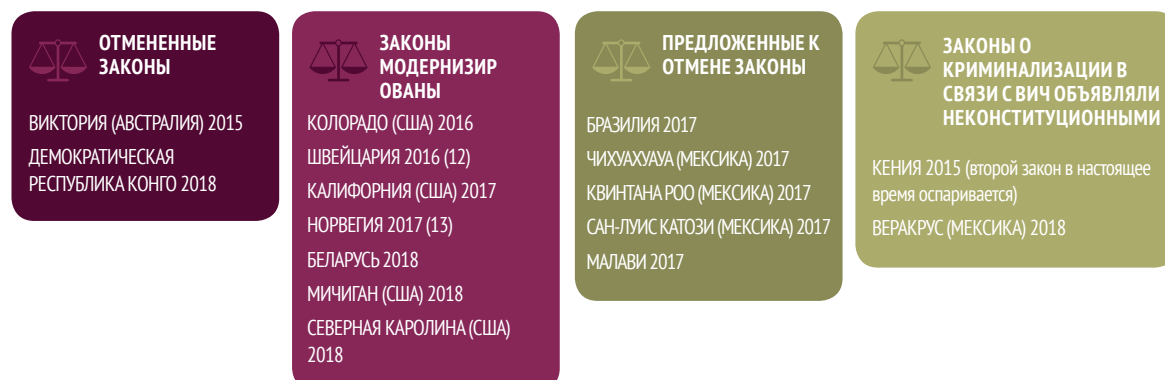 ОТМЕНЕННЫЕ
ЗАКОНЫ
ВИКТОРИЯ (АВСТРАЛИЯ) 2015
ДЕМОКРАТИЧЕСКАЯ
РЕСПУБЛИКА КОНГО 2018
ЗАКОНЫ
МОДЕРНИЗИР
ОВАНЫ
КОЛОРАДО (США) 2016
ШВЕЙЦАРИЯ 2016 (12)
КАЛИФОРНИЯ (США) 2017
НОРВЕГИЯ 2017 (13)
БЕЛАРУСЬ 2018
МИЧИГАН (США) 2018
СЕВЕРНАЯ КАРОЛИНА (США)
2018
ПРЕДЛОЖЕННЫЕ К
ОТМЕНЕ ЗАКОНЫ
БРАЗИЛИЯ 2017
ЧИХУАХУАУА (МЕКСИКА) 2017
КВИНТАНА РОО (МЕКСИКА) 2017
САН-ЛУИС КАТОЗИ (МЕКСИКА) 2017
МАЛАВИ 2017
ЗАКОНЫ О
КРИМИНАЛИЗАЦИИ В
СВЯЗИ С ВИЧ ОБЪЯВЛЯЛИ
НЕКОНСТИТУЦИОННЫМИ
КЕНИЯ 2015 (второй закон в настоящее
время оспаривается)
ВЕРАКРУС (МЕКСИКА) 2018